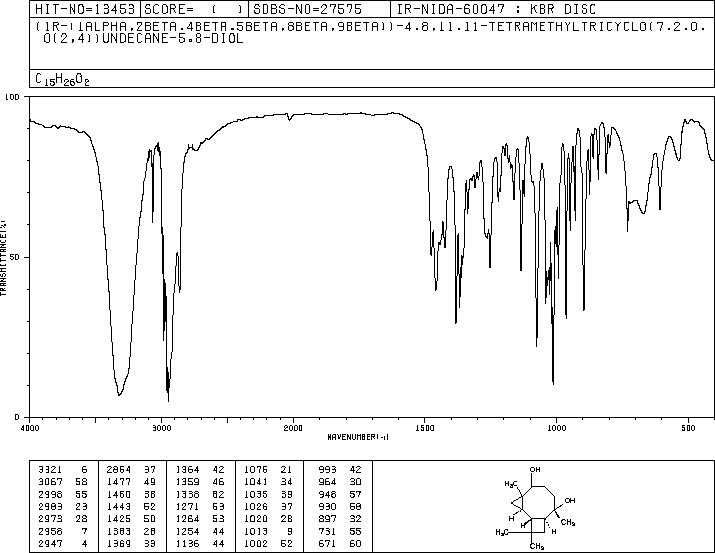 HIT-NO=13453 SCORE= ( ) SDBS-NO=27575 IR-NIDA-60047 : KBR DISC
(1R-(1ALPHA,2BETA,4BETA,5BETA,8BETA,9BETA))-4,8,11,11-TETRAMETHYLTRICYCLO(7.2.0.
0(2,4))UNDECANE-5,8-DIOL
C15H26O2
100
50
0
TRANSMITTANCE(%)
4000 3000 2000 1500 1000 500
WAVENUMBER(-1)
3321 6 2864 37 1364 42 1076 21 993 42
3067 58 1477 49 1359 46 1041 34 964 30
2998 55 1460 38 1338 62 1035 39 948 57
2983 23 1443 52 1271 53 1026 37 930 58
2973 28 1425 50 1264 53 1020 28 897 32
2958 7 1383 28 1254 44 1013 9 731 55
2947 4 1369 33 1136 44 1002 52 671 60
OH
H3C
OH
H
H
CH3
CH3
CH3